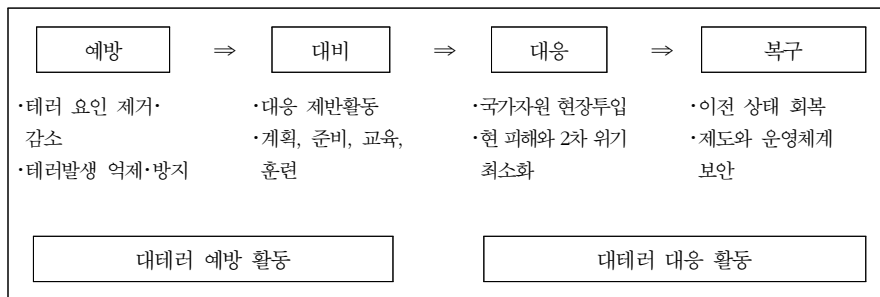 예방 ⇒ 대비 ⇒ 대응 ⇒ 복구
·테러 요인 제거·
감소
·테러발생 억제·방지
·대응 제반활동
·계획, 준비, 교육,
훈련
·국가자원 현장투입
·현 피해와 2차 위기
최소화
·이전 상태 회복
·제도와 운영체계
보안
대테러 예방 활동
대테러 대응 활동